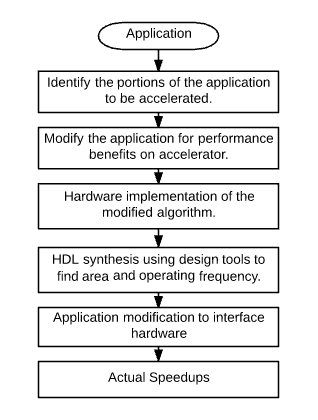 Application
Identify the portions of the application
to be accelerated.
Modify the application for performance
benefits on accelerator.
Hardware implementation of the
modified algorithm.
HDL synthesis using design tools to
find area and operating frequency.
Application modification to interface
hardware
Actual Speedups